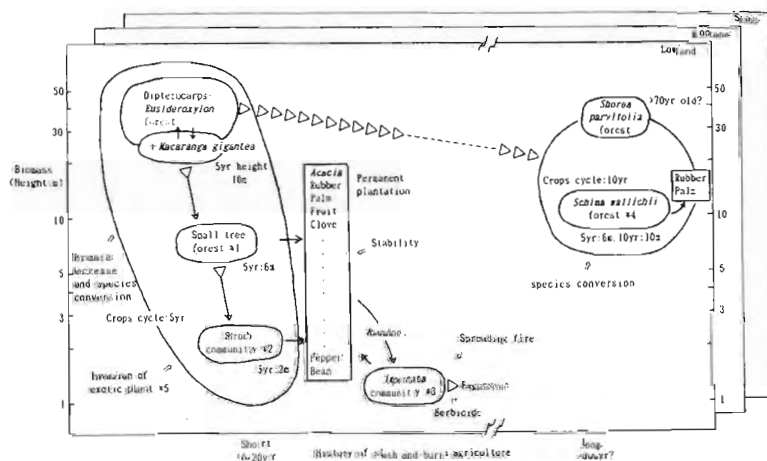 Lowland
50
30
10
5
3
1
Biomass
(Height:m)
Dipterocarps-
Eusideroxylon
forest
+ Macaranga gigantea
5yr height
10m
Small tree
forest *1
5yr:6m
decrease
and species
conversion
Crops cycle:5yr
Shrub
community *2
5yr:2m
Invasion of
exotic plant *5
Acacia
Rubber
Palm
Fruit
Clove
Pepper
Bean
Permanent
plantation
Stability
Imperata
community *3
Spreading fire
Expansion
Herbicide
>70yr old?
Shorea
parvifolia
forest
Crops cycle:10yr
Rubber
Palm
Schima wallichii
forest *4
5yr:6m, 10yr:10m
species conversion
50
30
10
5
3
1
Short
10-20yr
History of slash-and-burn agriculture
Long